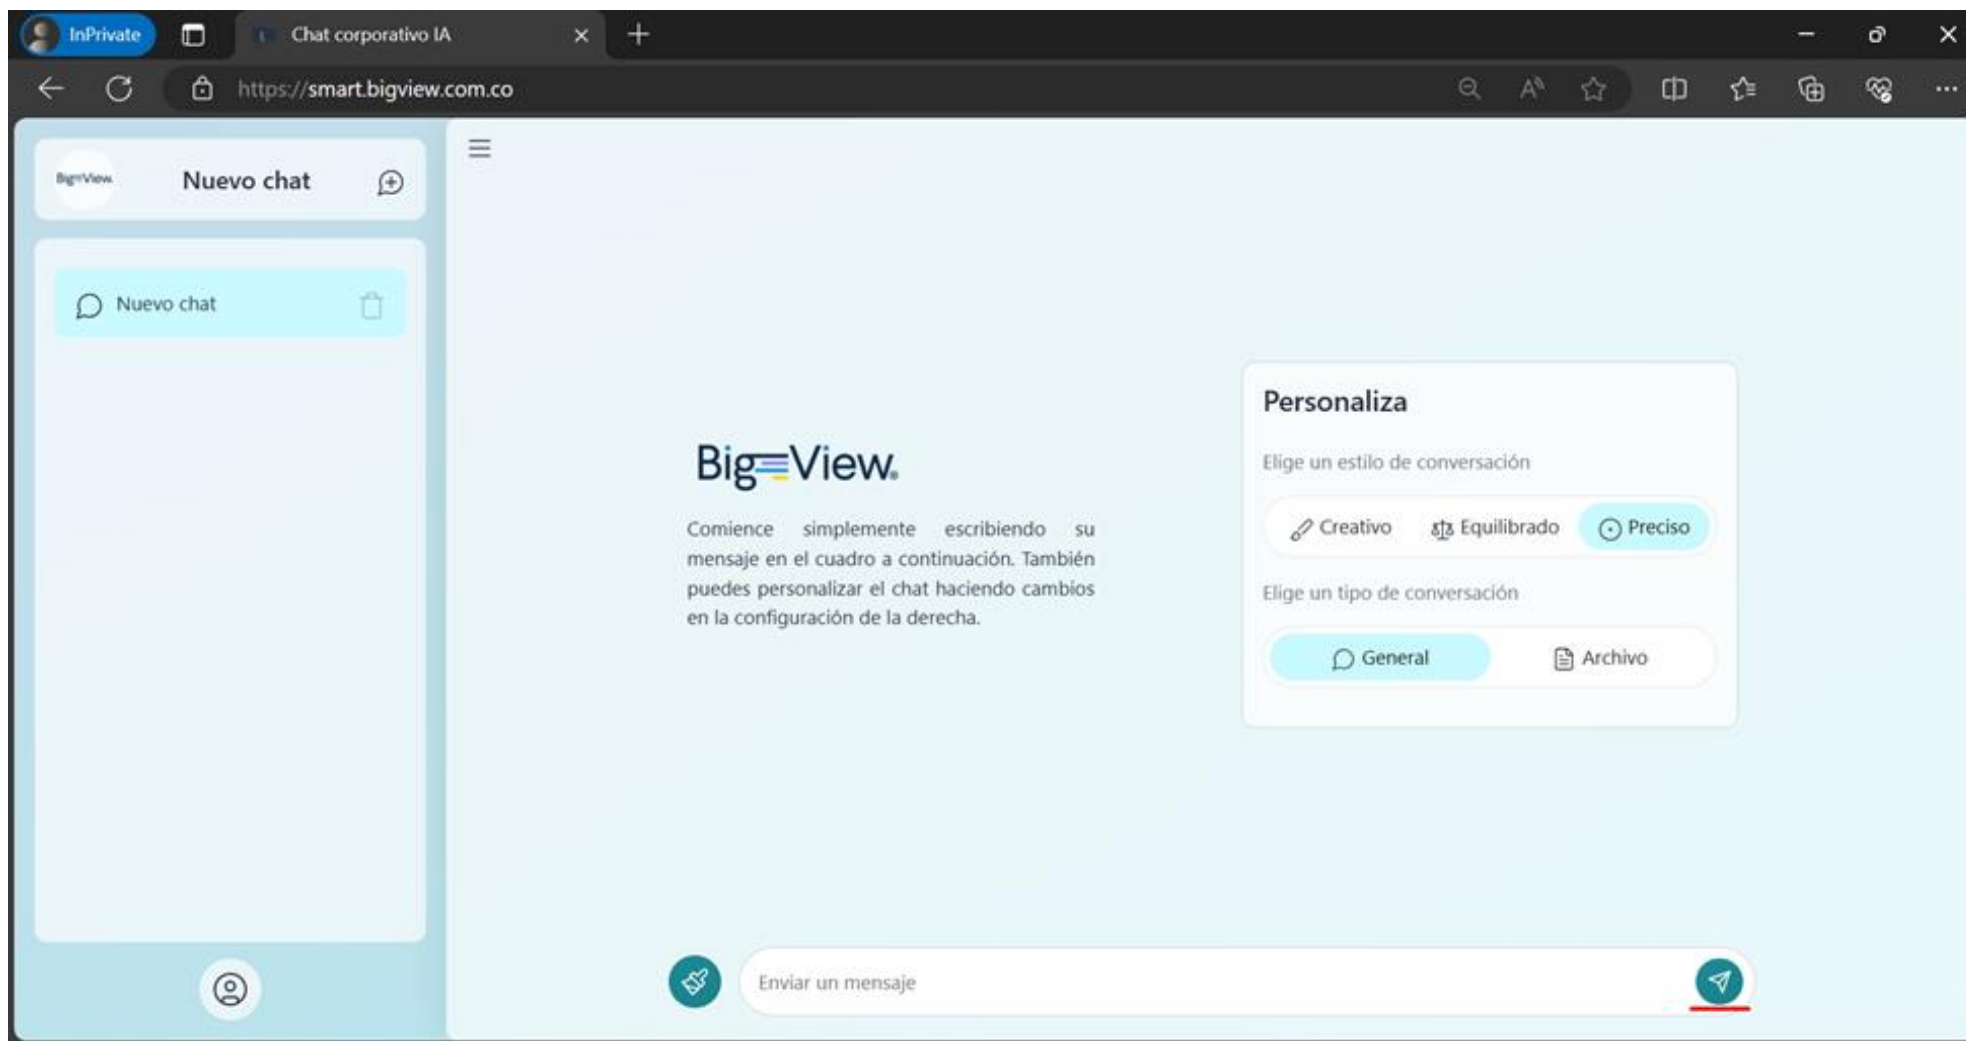 InPrivate
Chat corporativo IA
https://smart.bigview.com.co
BigView
Nuevo chat
Nuevo chat
Big View
Comience simplemente escribiendo su
mensaje en el cuadro a continuación. También
puedes personalizar el chat haciendo cambios
en la configuración de la derecha.
Personaliza
Elige un estilo de conversación
Creativo Equilibrado Preciso
Elige un tipo de conversación
General Archivo
Enviar un mensaje